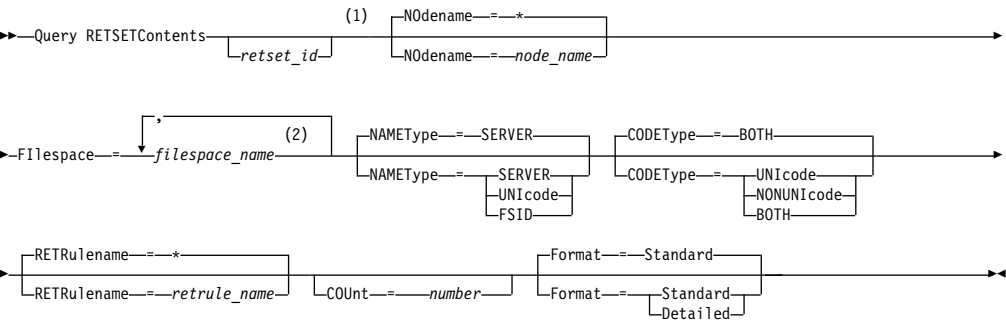 (1) NOdename = *
Query RETSETContents
retset_id NOdename = node_name
,
(2) NAMEType = SERVER CODEType = BOTH
FIlespace = filespace_name
NAMEType = SERVER CODEType = UNIcode
UNIcode NONUNIcode
FSID BOTH
RETRulename = * Format = Standard
RETRulename = retrule_name COUnt = number Format = Standard
Detailed